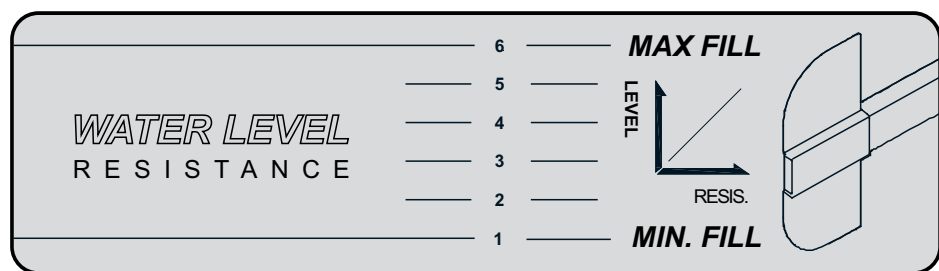 6 MAX FILL
5
LEVEL
WATER LEVEL
4
RESISTANCE
3
2
RESIS.
1 MIN. FILL